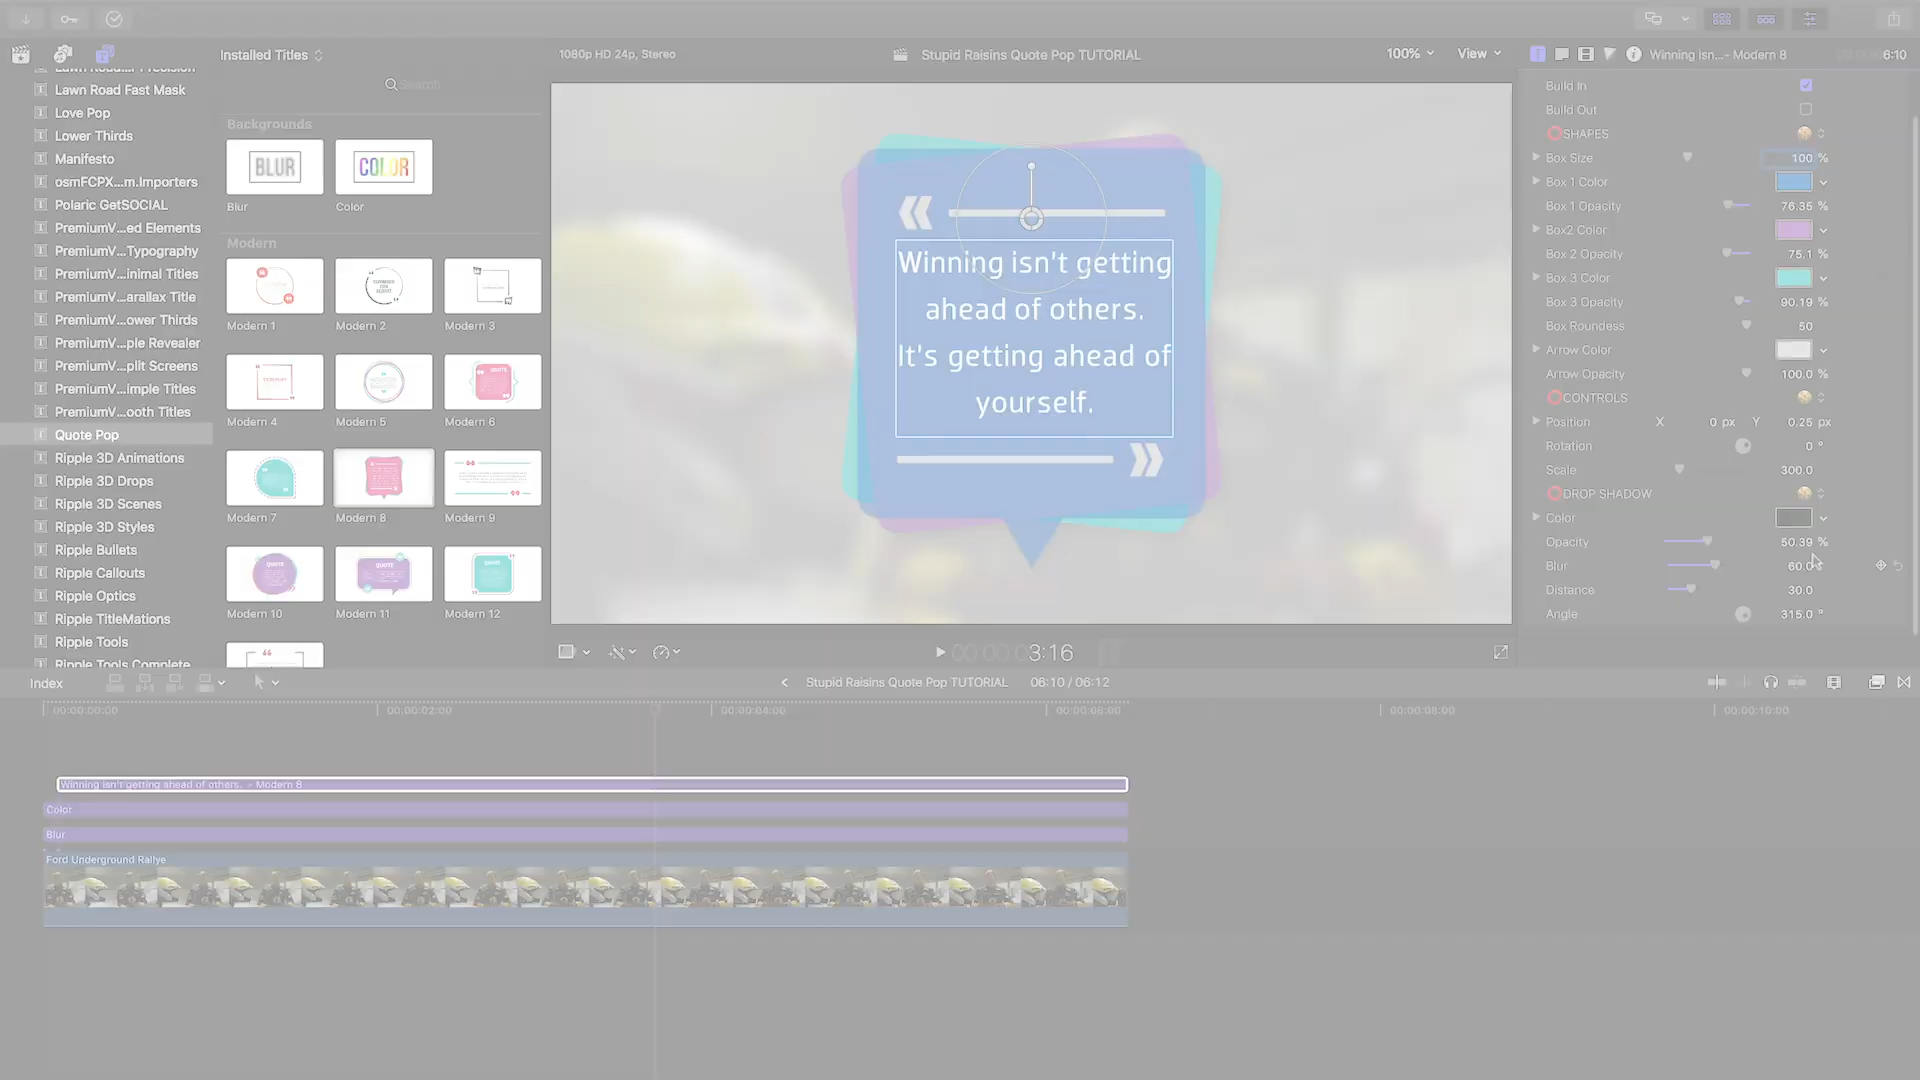 Installed Titles
1080p HD 24p, Stereo
Stupid Raisins Quote Pop TUTORIAL
100%
View
Winning isn...- Modern 8
6:10
Lawn Road Fast Mask
Love Pop
Lower Thirds
Manifesto
osmFCPX...m.Importers
Polaric GetSOCIAL
PremiumV...ed Elements
PremiumV...Typography
PremiumV...inimal Titles
PremiumV...arallax Title
PremiumV...ower Thirds
PremiumV...ple Revealer
PremiumV...plit Screens
PremiumV...imple Titles
PremiumV...ooth Titles
Quote Pop
Ripple 3D Animations
Ripple 3D Drops
Ripple 3D Scenes
Ripple 3D Styles
Ripple Bullets
Ripple Callouts
Ripple Optics
Ripple TitleMations
Ripple Tools
Ripple Tools Complete
Search
Backgrounds
BLUR
COLOR
Blur
Color
Modern
Modern 1
Modern 2
Modern 3
Modern 4
Modern 5
Modern 6
Modern 7
Modern 8
Modern 9
Modern 10
Modern 11
Modern 12
Winning isn't getting
ahead of others.
It's getting ahead of
yourself.
3:16
Build In
Build Out
SHAPES
Box Size 100 %
Box 1 Color
Box 1 Opacity 76.35 %
Box2 Color
Box 2 Opacity 75.1 %
Box 3 Color
Box 3 Opacity 90.19 %
Box Roundess 50
Arrow Color
Arrow Opacity 100.0 %
CONTROLS
Position X 0 px Y 0.25 px
Rotation 0 °
Scale 300.0
DROP SHADOW
Color
Opacity 50.39 %
Blur 60.0
Distance 30.0
Angle 315.0 °
Index
Stupid Raisins Quote Pop TUTORIAL
06:10 / 06:12
00:00:00:00
00:00:02:00
00:00:04:00
00:00:06:00
00:00:08:00
00:00:10:00
Winning isn't getting ahead of others. - Modern 8
Color
Blur
Ford Underground Rallye